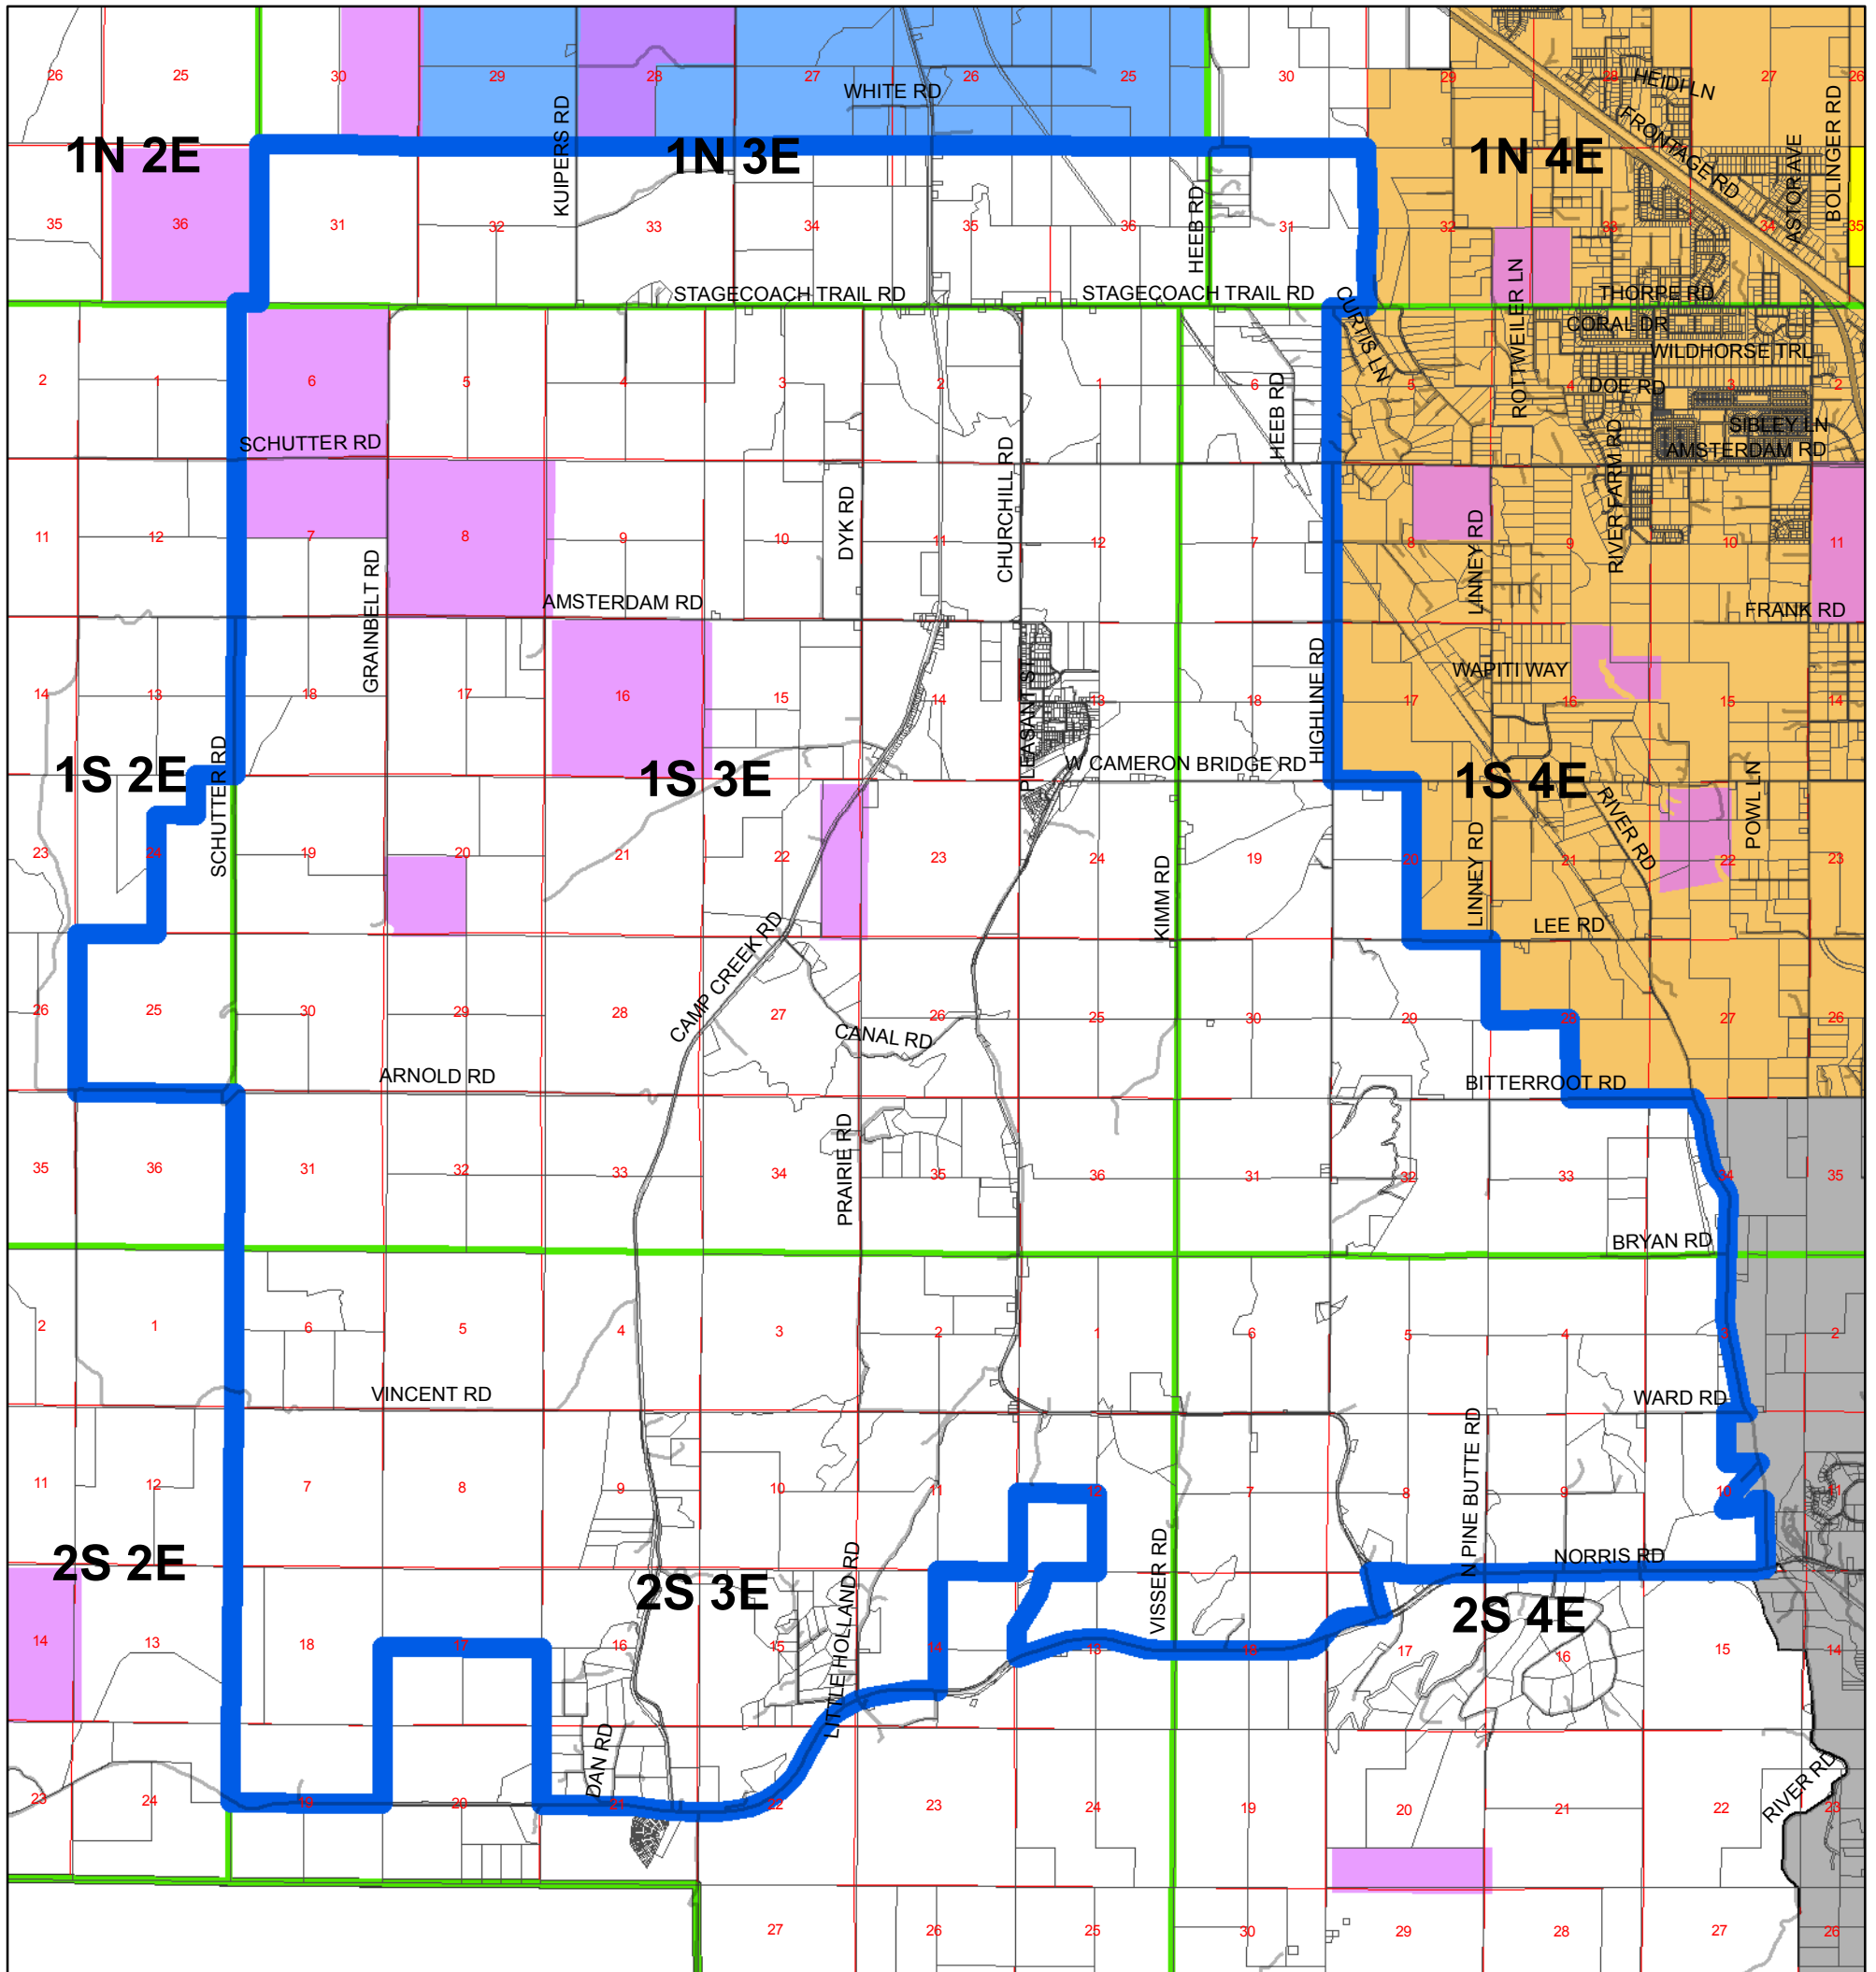 26 25 30 29 28 27 26 25 30 29 28 27 26
HEIDI LN
WHITE RD
KUIPERS RD
FRONTAGE RD
ASTOR AVE
BOLINGER RD
1N 2E 1N 3E 1N 4E
35 36 31 32 33 34 35 36 31 32 33 34 35
HEEB RD
ROTTWEILER LN
STAGECOACH TRAIL RD STAGECOACH TRAIL RD THORPE RD
CURTIS LN
CORAL DR
WILDHORSE TRL
2 1 6 5 4 3 2 1 6 5 4 3 2
DOE RD
HEEB RD
SIBLEY LN
SCHUTTER RD
AMSTERDAM RD
CHURCHILL RD
RIVER FARM RD
DYK RD
LINNEY RD
11 12 7 8 9 10 11 12 7 8 9 10 11
GRAINBELT RD
AMSTERDAM RD
FRANK RD
HIGHLINE RD
PLEASANT ST
WAPITI WAY
14 13 18 17 16 15 14 13 18 17 16 15 14
W CAMERON BRIDGE RD
1S 2E 1S 3E 1S 4E
SCHUTTER RD
POWL LN
RIVER RD
LINNEY RD
23 24 19 20 21 22 23 24 19 20 21 22 23
KIMM RD
LEE RD
CAMP CREEK RD
26 25 30 29 28 27 26 25 30 29 28 27 26
CANAL RD
ARNOLD RD
BITTERROOT RD
PRAIRIE RD
35 36 31 32 33 34 35 36 31 32 33 34 35
BRYAN RD
2 1 6 5 4 3 2 1 6 5 4 3 2
VINCENT RD
WARD RD
N PINE BUTTE RD
11 12 7 8 9 10 11 12 7 8 9 10 11
VISSER RD
NORRIS RD
2S 2E 2S 3E 2S 4E
LITTLE HOLLAND RD
14 13 18 17 16 15 14 13 18 17 16 15 14
DAN RD
RIVER RD
23 24 19 20 21 22 23 24 19 20 21 22 23
27 26 25 30 29 28 27 26